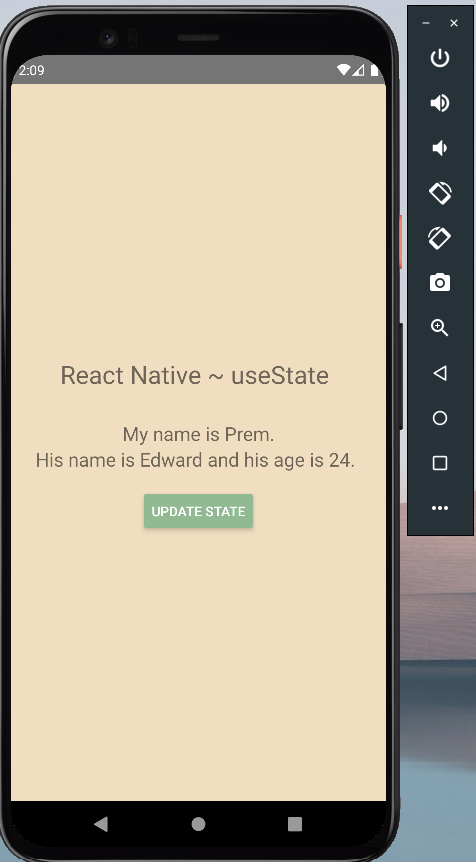 2:09
React Native ~ useState
My name is Prem.
His name is Edward and his age is 24.
UPDATE STATE